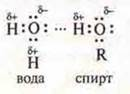 δ+ δ– δ+ δ–
H:O: ··· H:O:
δ+
H R
вода спирт